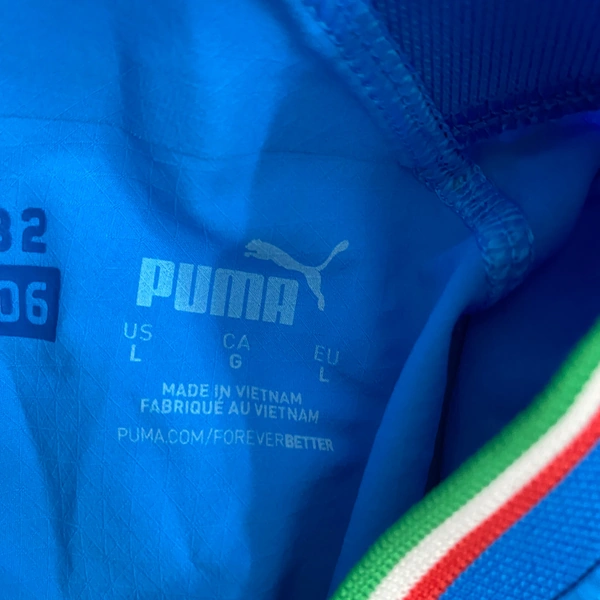 32
06
PUMA
US CA EU
L G L
MADE IN VIETNAM
FABRIQUÉ AU VIETNAM
PUMA.COM/FOREVERBETTER